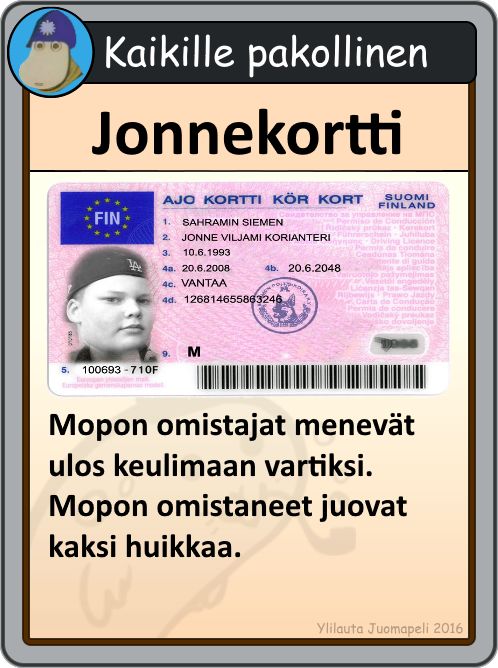 Kaikille pakollinen
Jonnekortti
FIN
AJO KORTTI KÖR KORT
SUOMI
FINLAND
1. SAHRAMIN SIEMEN
2. JONNE VILJAMI KORIANTERI
3. 10.6.1993
4a. 20.6.2008 4b. 20.6.2048
4c. VANTAA
4d. 126814655863246
9. M
5. 100693 -710F
Mopon omistajat menevät
ulos keulimaan vartiksi.
Mopon omistaneet juovat
kaksi huikkaa.
Ylilauta Juomapeli 2016